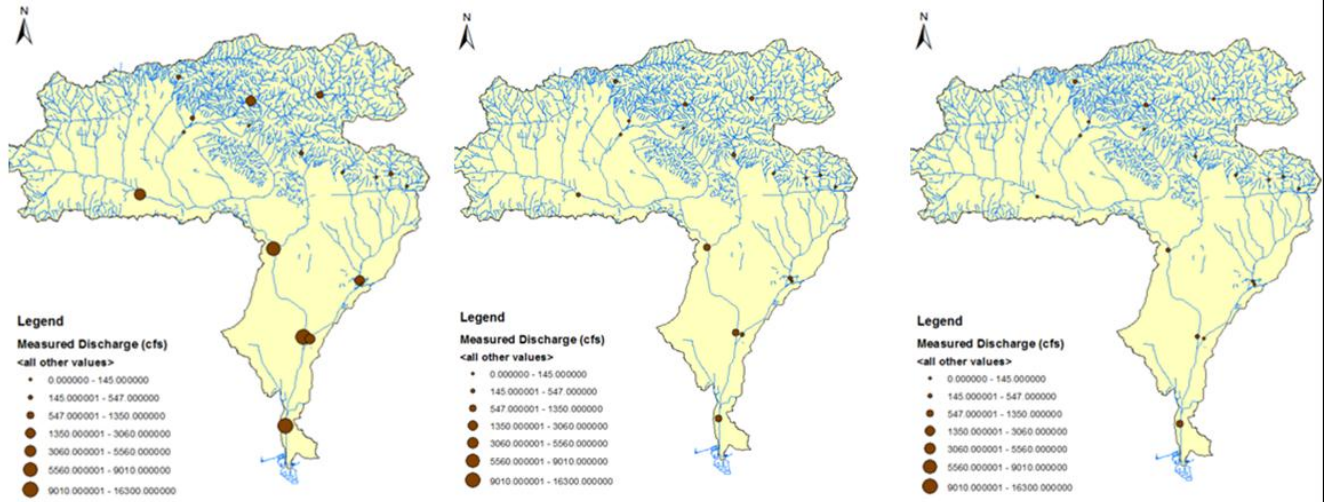 N
Legend
Measured Discharge (cfs)
<all other values>
0.000000 - 145.000000
145.000001 - 547.000000
547.000001 - 1350.000000
1350.000001 - 3060.000000
3060.000001 - 5560.000000
5560.000001 - 9010.000000
9010.000001 - 16300.000000
N
Legend
Measured Discharge (cfs)
<all other values>
0.000000 - 145.000000
145.000001 - 547.000000
547.000001 - 1350.000000
1350.000001 - 3060.000000
3060.000001 - 5560.000000
5560.000001 - 9010.000000
9010.000001 - 16300.000000
N
Legend
Measured Discharge (cfs)
<all other values>
0.000000 - 145.000000
145.000001 - 547.000000
547.000001 - 1350.000000
1350.000001 - 3060.000000
3060.000001 - 5560.000000
5560.000001 - 9010.000000
9010.000001 - 16300.000000